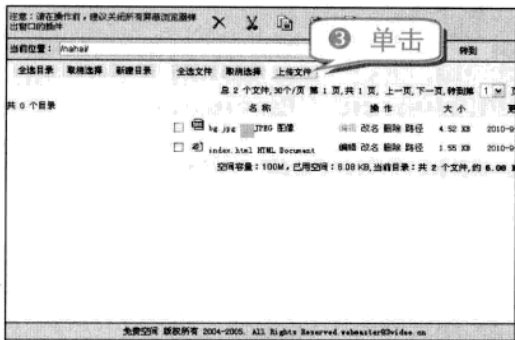 注意：请在操作前，建议关闭所有屏蔽浏览器弹
出窗口的插件
❸ 单击
当前位置： /nahai/
转到
全选目录 取消选择 新建目录 全选文件 取消选择 上传文件
总 2 个文件,30个/页 第 1 页,共 1 页, 上一页,下一页,转到第 1 页
共 0 个目录
名 称 操 作 大 小 更
bg.jpg JPEG 图像 编辑 改名 删除 路径 4.52 KB 2010-9
index.html HTML Document 编辑 改名 删除 路径 1.55 KB 2010-9
空间容量：100M，已用空间：6.08 KB,当前目录：共 2 个文件,约 6.08
免费空间 版权所有 2004-2005. All Rights Reserved.